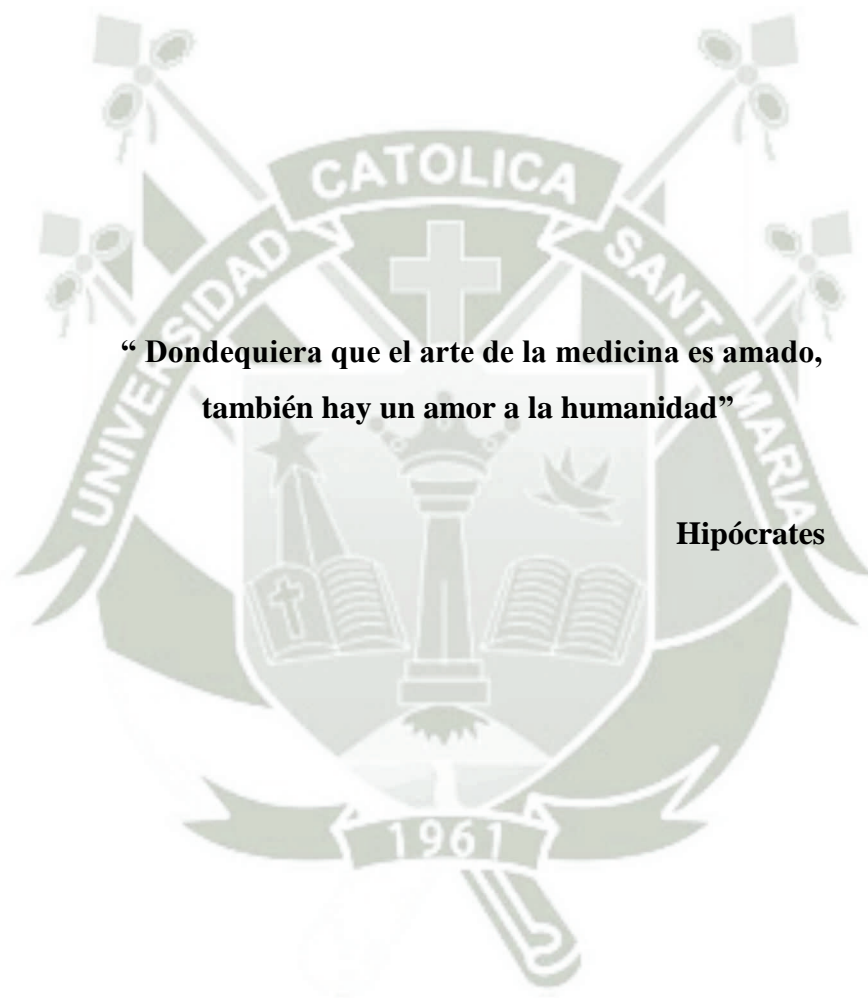 CATOLICA
UNIVERSIDAD
SANTA MARIA
“ Dondequiera que el arte de la medicina es amado,
también hay un amor a la humanidad”
Hipócrates
1961